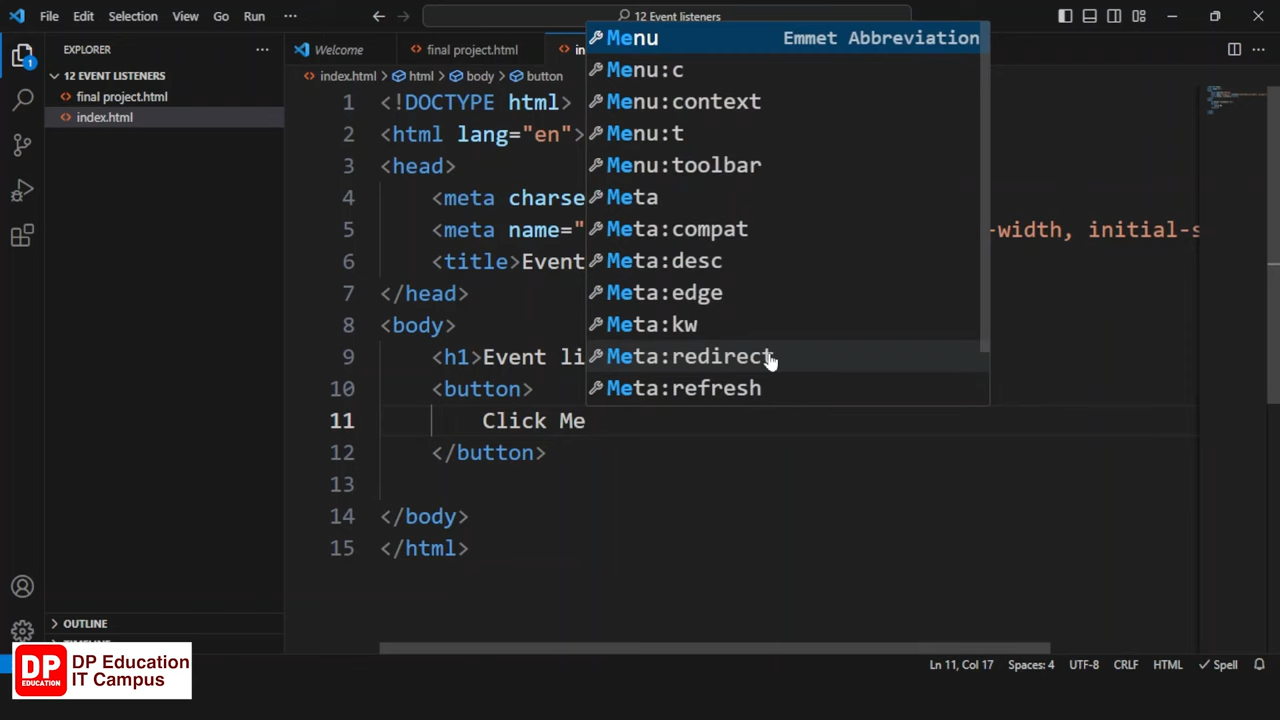 File Edit Selection View Go Run ··· 12 Event listeners
EXPLORER ···
12 EVENT LISTENERS
final project.html
index.html
OUTLINE
Welcome final project.html in
index.html > html > body > button
1 <!DOCTYPE html>
2 <html lang="en">
3 <head>
4 <meta charse
5 <meta name=" -width, initial-s
6 <title>Event
7 </head>
8 <body>
9 <h1>Event li
10 <button>
11 Click Me
12 </button>
13
14 </body>
15 </html>
Menu Emmet Abbreviation
Menu:c
Menu:context
Menu:t
Menu:toolbar
Meta
Meta:compat
Meta:desc
Meta:edge
Meta:kw
Meta:redirect
Meta:refresh
1
Ln 11, Col 17 Spaces: 4 UTF-8 CRLF HTML Spell
DP
EDUCATION
DP Education
IT Campus